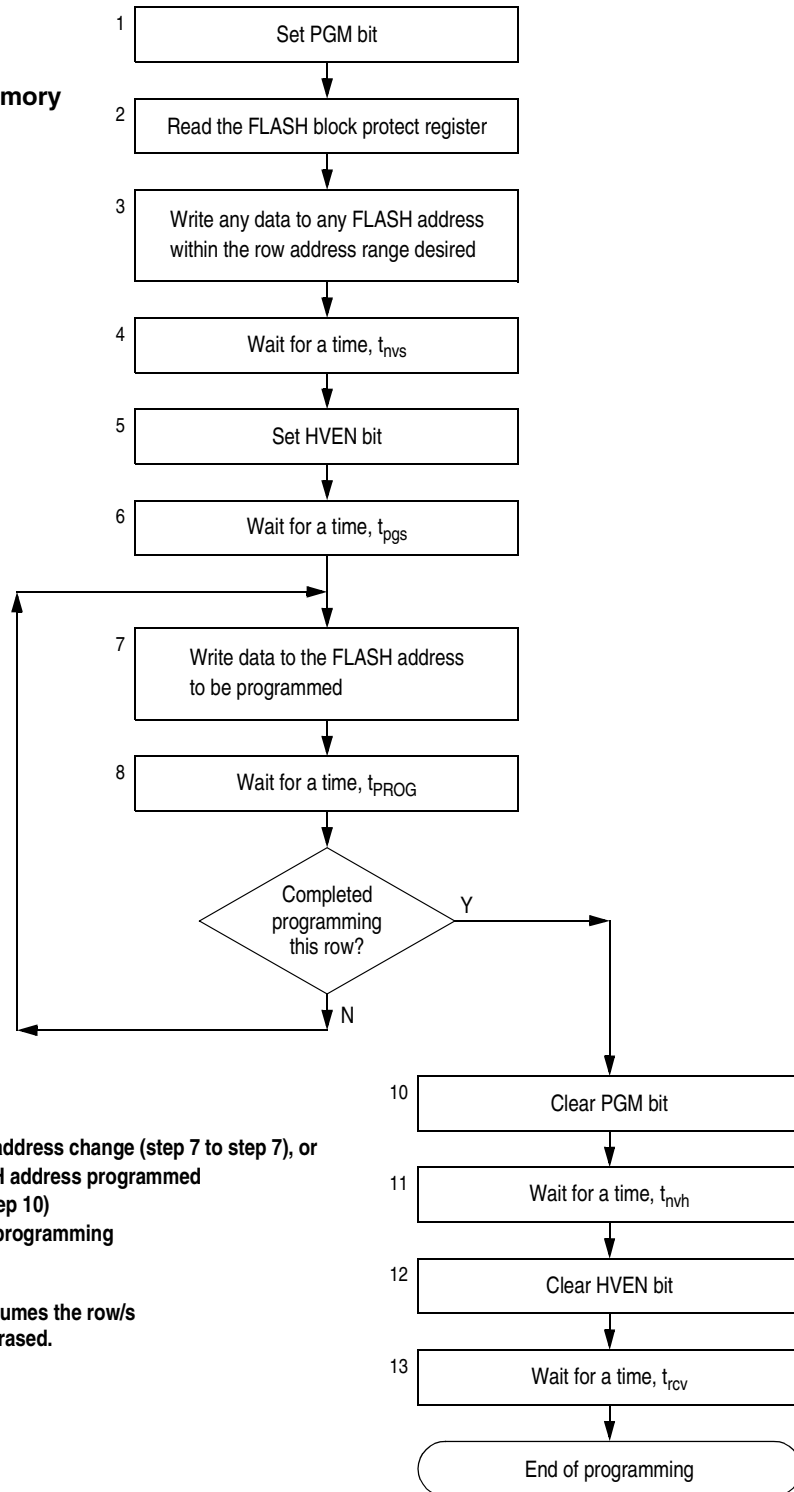 1
Set PGM bit
mory
2
Read the FLASH block protect register
3
Write any data to any FLASH address
within the row address range desired
4
Wait for a time, tnvs
5
Set HVEN bit
6
Wait for a time, tpgs
7
Write data to the FLASH address
to be programmed
8
Wait for a time, tPROG
Completed
programming
this row?
Y
N
10
Clear PGM bit
address change (step 7 to step 7), or
H address programmed
ep 10)
programming
11
Wait for a time, tnvh
12
Clear HVEN bit
umes the row/s
rased.
13
Wait for a time, trcv
End of programming